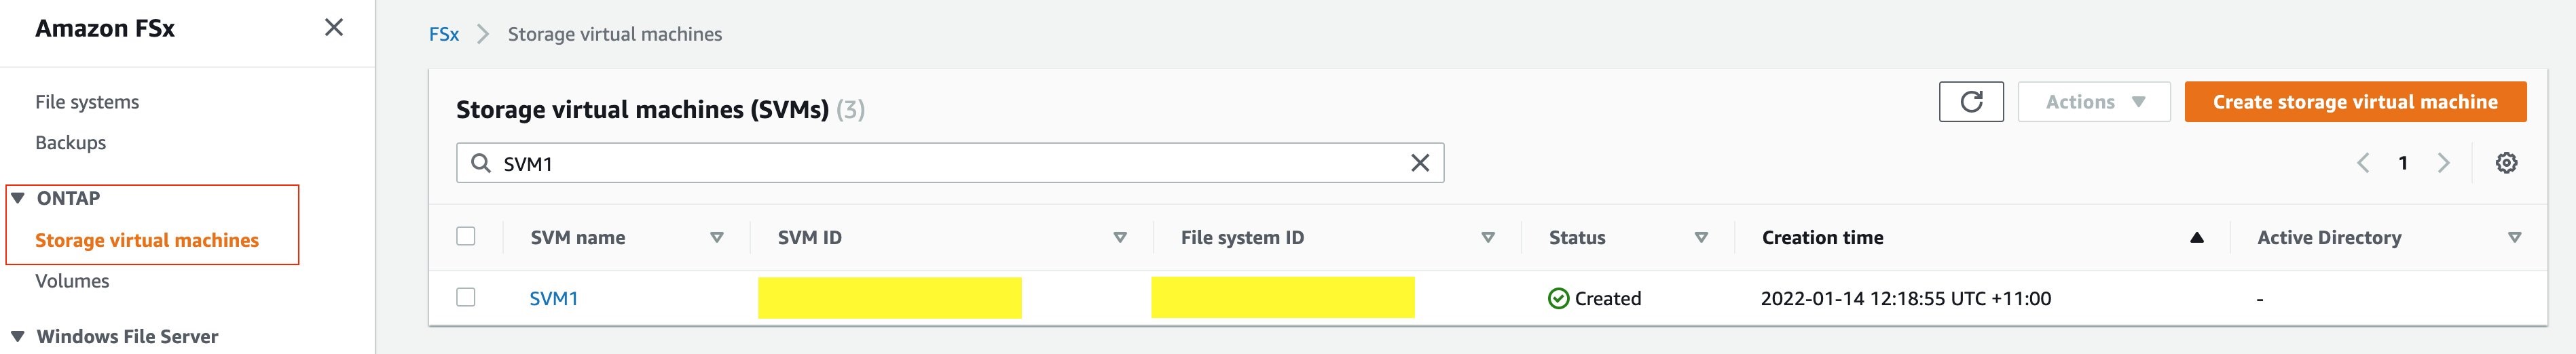 Amazon FSx
File systems
Backups
ONTAP
Storage virtual machines
Volumes
Windows File Server
FSx > Storage virtual machines
Storage virtual machines (SVMs) (3)
Actions
Create storage virtual machine
SVM1
1
SVM name SVM ID File system ID Status Creation time Active Directory
SVM1 Created 2022-01-14 12:18:55 UTC +11:00 -